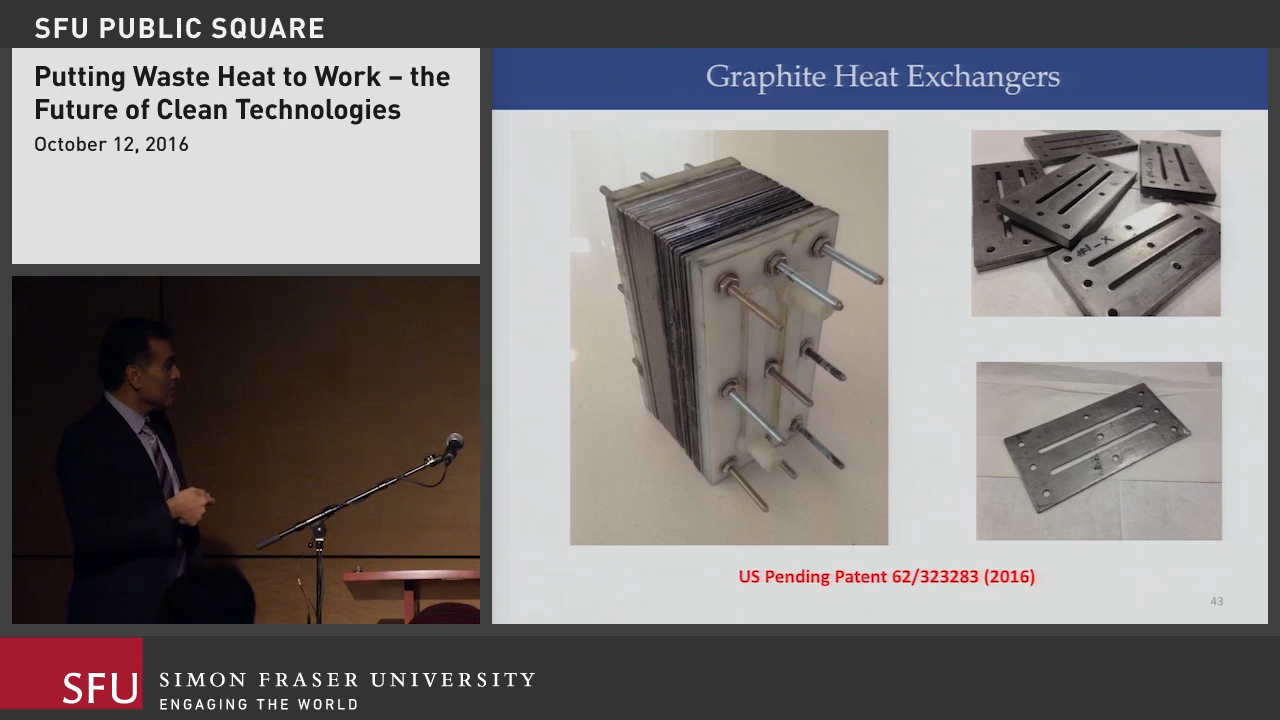 SFU PUBLIC SQUARE
Putting Waste Heat to Work – the
Future of Clean Technologies
October 12, 2016
Graphite Heat Exchangers
US Pending Patent 62/323283 (2016)
43
SFU
SIMON FRASER UNIVERSITY
ENGAGING THE WORLD